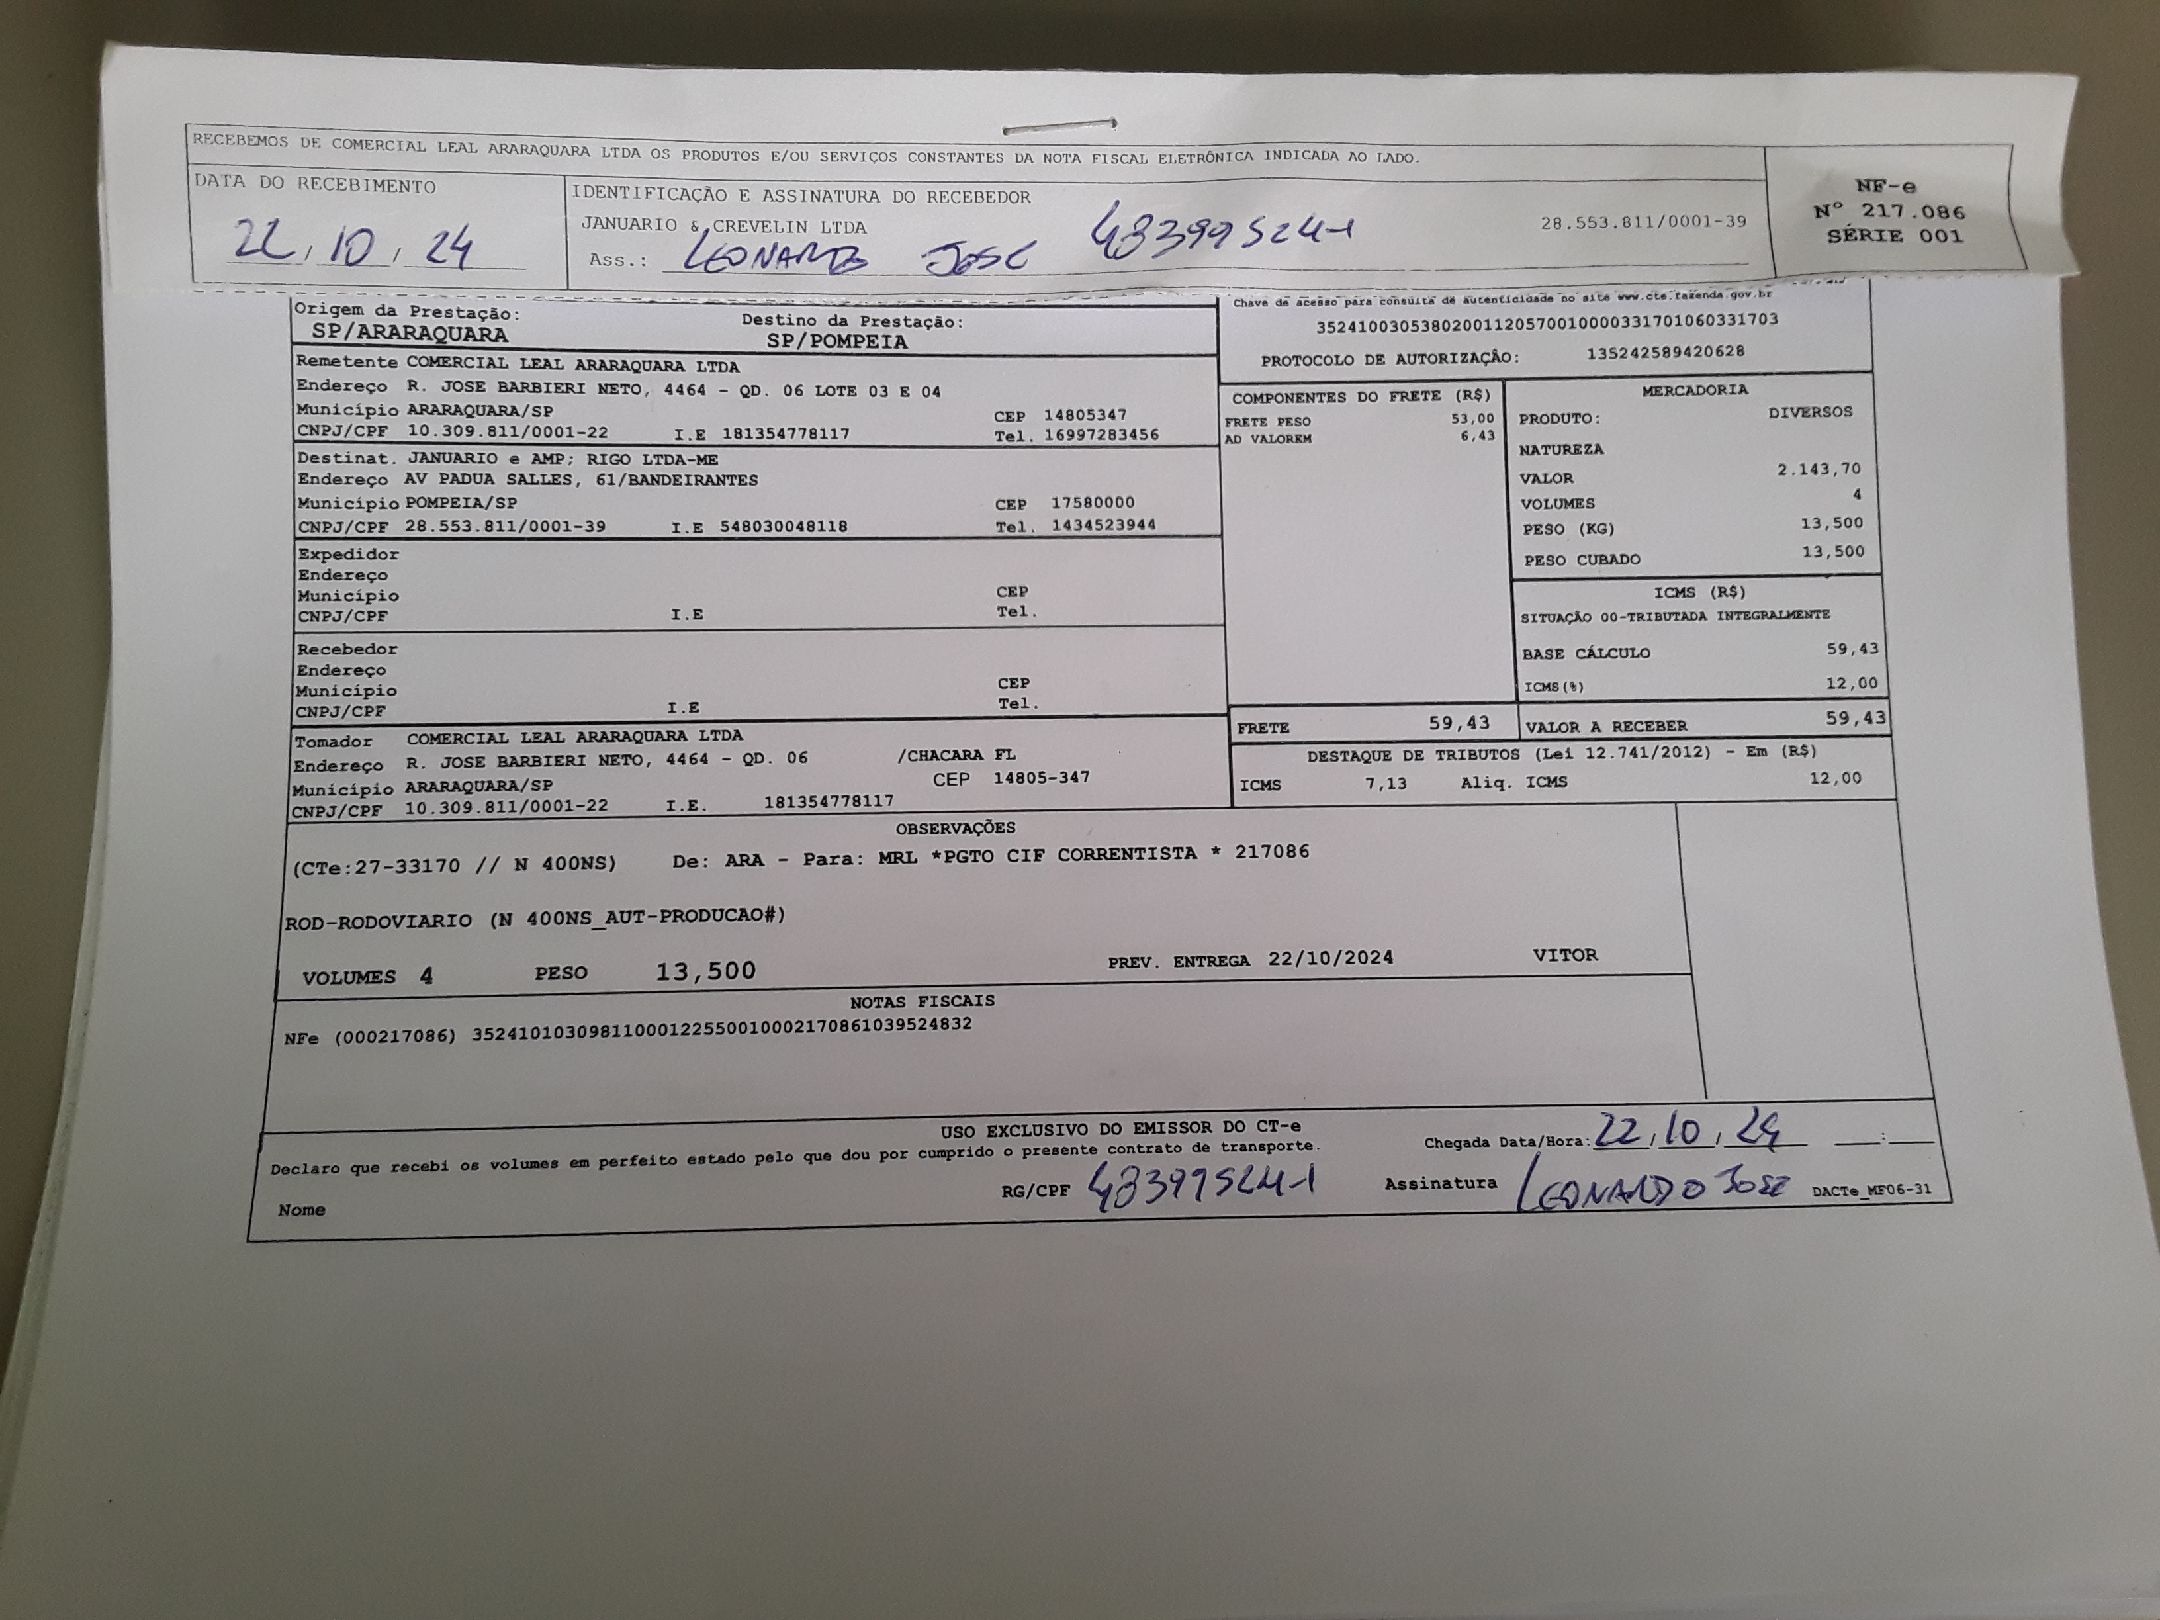 RECEBEMOS DE COMERCIAL LEAL ARARAQUARA LTDA OS PRODUTOS E/OU SERVIÇOS CONSTANTES DA NOTA FISCAL ELETRÔNICA INDICADA AO LADO.
DATA DO RECEBIMENTO
22, 10, 24
IDENTIFICAÇÃO E ASSINATURA DO RECEBEDOR
JANUARIO & CREVELIN LTDA 28.553.811/0001-39
Ass.: LEONARDO JOSE 48399524-1
NF-e
Nº 217.086
SÉRIE 001
Origem da Prestação:
SP/ARARAQUARA
Destino da Prestação:
SP/POMPEIA
Chave de acesso para consulta de autenticidade no site www.cte.fazenda.gov.br
35241003053802001120570010000331701060331703
PROTOCOLO DE AUTORIZAÇÃO: 135242589420628
Remetente COMERCIAL LEAL ARARAQUARA LTDA
Endereço R. JOSE BARBIERI NETO, 4464 - QD. 06 LOTE 03 E 04
Município ARARAQUARA/SP CEP 14805347
CNPJ/CPF 10.309.811/0001-22 I.E 181354778117 Tel. 16997283456
Destinat. JANUARIO e AMP; RIGO LTDA-ME
Endereço AV PADUA SALLES, 61/BANDEIRANTES
Município POMPEIA/SP CEP 17580000
CNPJ/CPF 28.553.811/0001-39 I.E 548030048118 Tel. 1434523944
Expedidor
Endereço
Município CEP
CNPJ/CPF I.E Tel.
Recebedor
Endereço
Município CEP
CNPJ/CPF I.E Tel.
Tomador COMERCIAL LEAL ARARAQUARA LTDA
Endereço R. JOSE BARBIERI NETO, 4464 - QD. 06 /CHACARA FL
Município ARARAQUARA/SP CEP 14805-347
CNPJ/CPF 10.309.811/0001-22 I.E. 181354778117
COMPONENTES DO FRETE (R$)
FRETE PESO 53,00
AD VALOREM 6,43
MERCADORIA
PRODUTO: DIVERSOS
NATUREZA
VALOR 2.143,70
VOLUMES 4
PESO (KG) 13,500
PESO CUBADO 13,500
ICMS (R$)
SITUAÇÃO 00-TRIBUTADA INTEGRALMENTE
BASE CÁLCULO 59,43
ICMS(%) 12,00
FRETE 59,43 VALOR A RECEBER 59,43
DESTAQUE DE TRIBUTOS (Lei 12.741/2012) - Em (R$)
ICMS 7,13 Aliq. ICMS 12,00
OBSERVAÇÕES
(CTe:27-33170 // N 400NS) De: ARA - Para: MRL *PGTO CIF CORRENTISTA * 217086
ROD-RODOVIARIO (N 400NS_AUT-PRODUCAO#)
VOLUMES 4 PESO 13,500 PREV. ENTREGA 22/10/2024 VITOR
NOTAS FISCAIS
NFe (000217086) 35241010309811000122550010002170861039524832
USO EXCLUSIVO DO EMISSOR DO CT-e
Declaro que recebi os volumes em perfeito estado pelo que dou por cumprido o presente contrato de transporte.
Chegada Data/Hora: 22, 10, 24 :
Nome RG/CPF 48399524-1 Assinatura LEONARDO JOSE DACTe_MF06-31